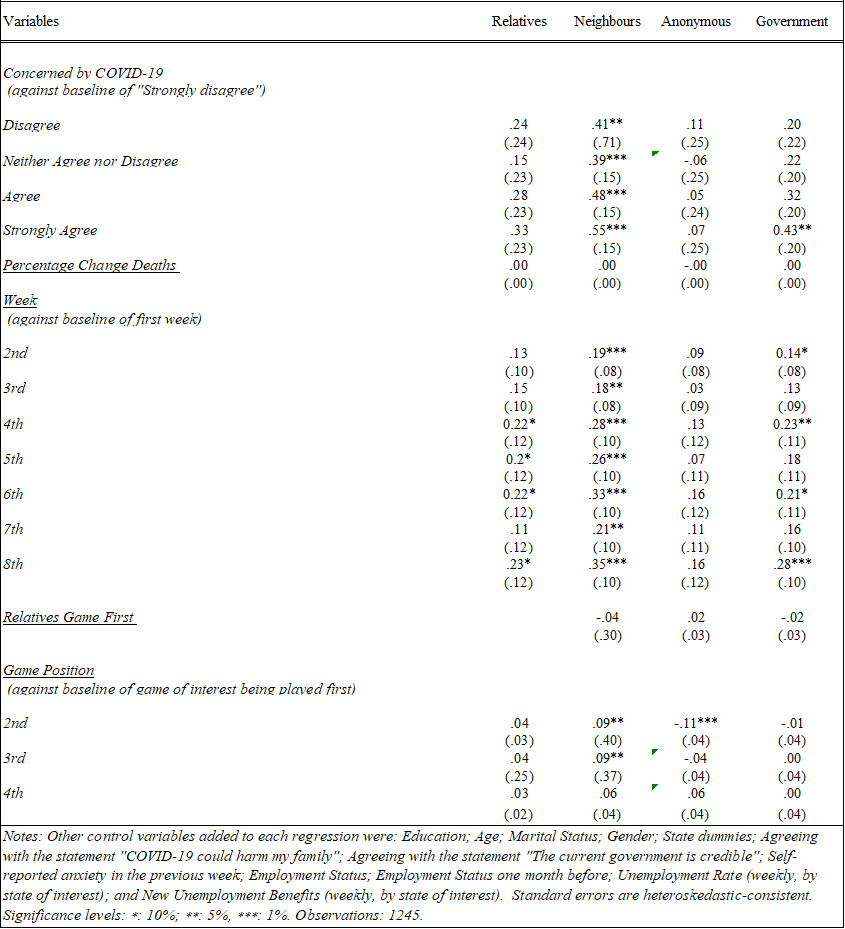 Variables Relatives Neighbours Anonymous Government
Concerned by COVID-19
(against baseline of "Strongly disagree")
Disagree .24 .41** .11 .20
(.24) (.71) (.25) (.22)
Neither Agree nor Disagree .15 .39*** -.06 .22
(.23) (.15) (.25) (.20)
Agree .28 .48*** .05 .32
(.23) (.15) (.24) (.20)
Strongly Agree .33 .55*** .07 0.43**
(.23) (.15) (.25) (.20)
Percentage Change Deaths .00 .00 -.00 .00
(.00) (.00) (.00) (.00)
Week
(against baseline of first week)
2nd .13 .19*** .09 0.14*
(.10) (.08) (.08) (.08)
3rd .15 .18** .03 .13
(.10) (.08) (.09) (.09)
4th 0.22* .28*** .13 0.23**
(.12) (.10) (.12) (.11)
5th 0.2* .26*** .07 .18
(.12) (.10) (.11) (.11)
6th 0.22* .33*** .16 0.21*
(.12) (.10) (.12) (.11)
7th .11 .21** .11 .16
(.12) (.10) (.11) (.10)
8th .23* .35*** .16 .28***
(.12) (.10) (.12) (.10)
Relatives Game First -.04 .02 -.02
(.30) (.03) (.03)
Game Position
(against baseline of game of interest being played first)
2nd .04 .09** -.11*** -.01
(.03) (.40) (.04) (.04)
3rd .04 .09** -.04 .00
(.25) (.37) (.04) (.04)
4th .03 .06 .06 .00
(.02) (.04) (.04) (.04)
Notes: Other control variables added to each regression were: Education; Age; Marital Status; Gender; State dummies; Agreeing
with the statement "COVID-19 could harm my family"; Agreeing with the statement "The current government is credible"; Self-
reported anxiety in the previous week; Employment Status; Employment Status one month before; Unemployment Rate (weekly, by
state of interest); and New Unemployment Benefits (weekly, by state of interest). Standard errors are heteroskedastic-consistent.
Significance levels: *: 10%; **: 5%, ***: 1%. Observations: 1245.